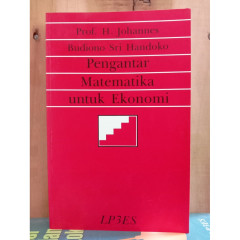 Prof. H. Johannes
Budiono Sri Handoko
Pengantar
Matematika
untuk Ekonomi
LP3ES